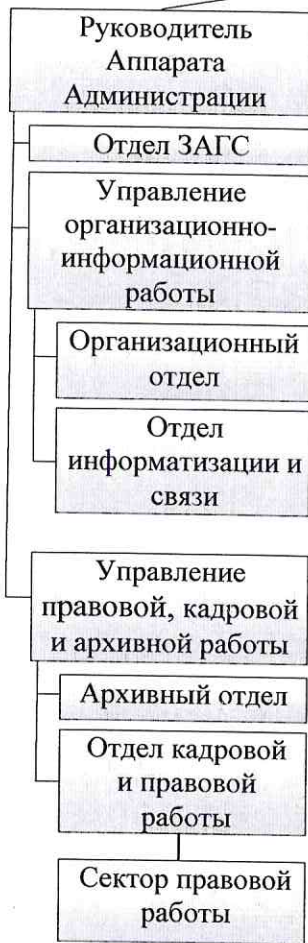 Руководитель
Аппарата
Администрации
Отдел ЗАГС
Управление
организационно-
информационной
работы
Организационный
отдел
Отдел
информатизации и
связи
Управление
правовой, кадровой
и архивной работы
Архивный отдел
Отдел кадровой
и правовой
работы
Сектор правовой
работы